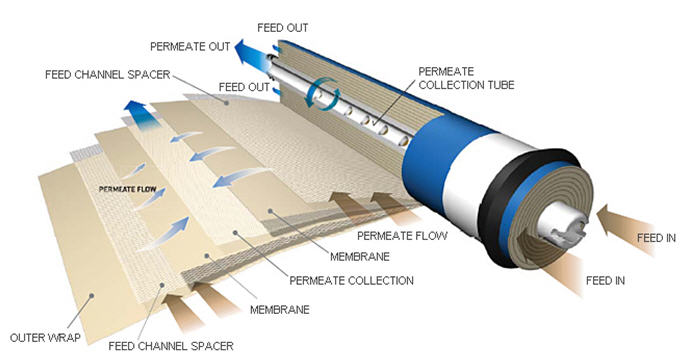 FEED OUT
PERMEATE OUT
FEED CHANNEL SPACER
FEED OUT
PERMEATE
COLLECTION TUBE
PERMEATE FLOW
PERMEATE FLOW
MEMBRANE
FEED IN
FEED IN
PERMEATE COLLECTION
MEMBRANE
OUTER WRAP
FEED CHANNEL SPACER